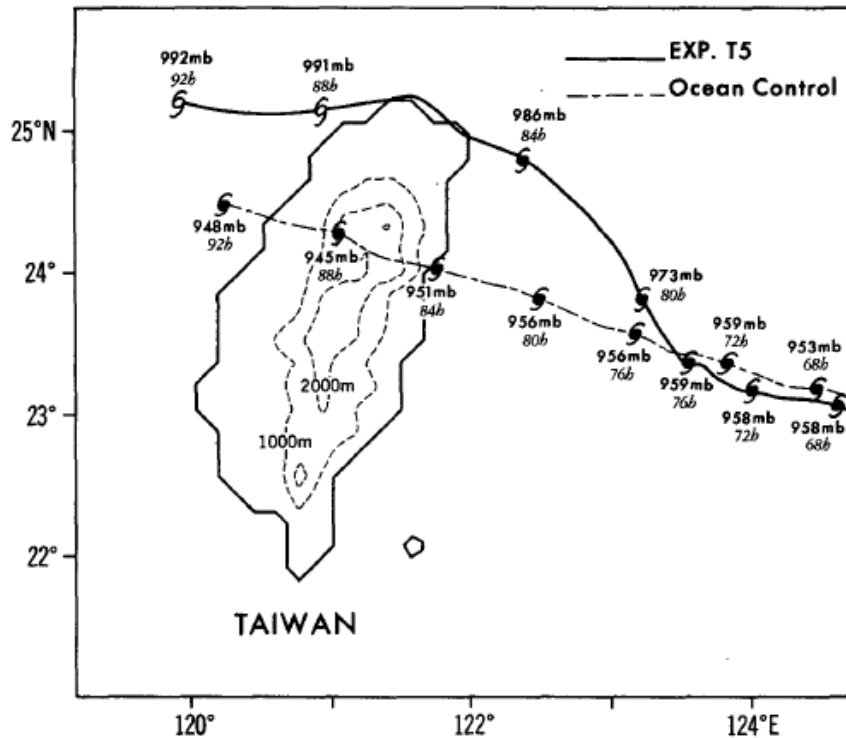 EXP. T5
Ocean Control
992mb
92h
991mb
88h
25°N
986mb
84h
948mb
92h
945mb
88h
24°
951mb
84h
973mb
80h
956mb
80h
959mb
72h
956mb
76h
953mb
68h
959mb
76h
2000m
958mb
72h
23°
958mb
68h
1000m
22°
TAIWAN
120°
122°
124°E